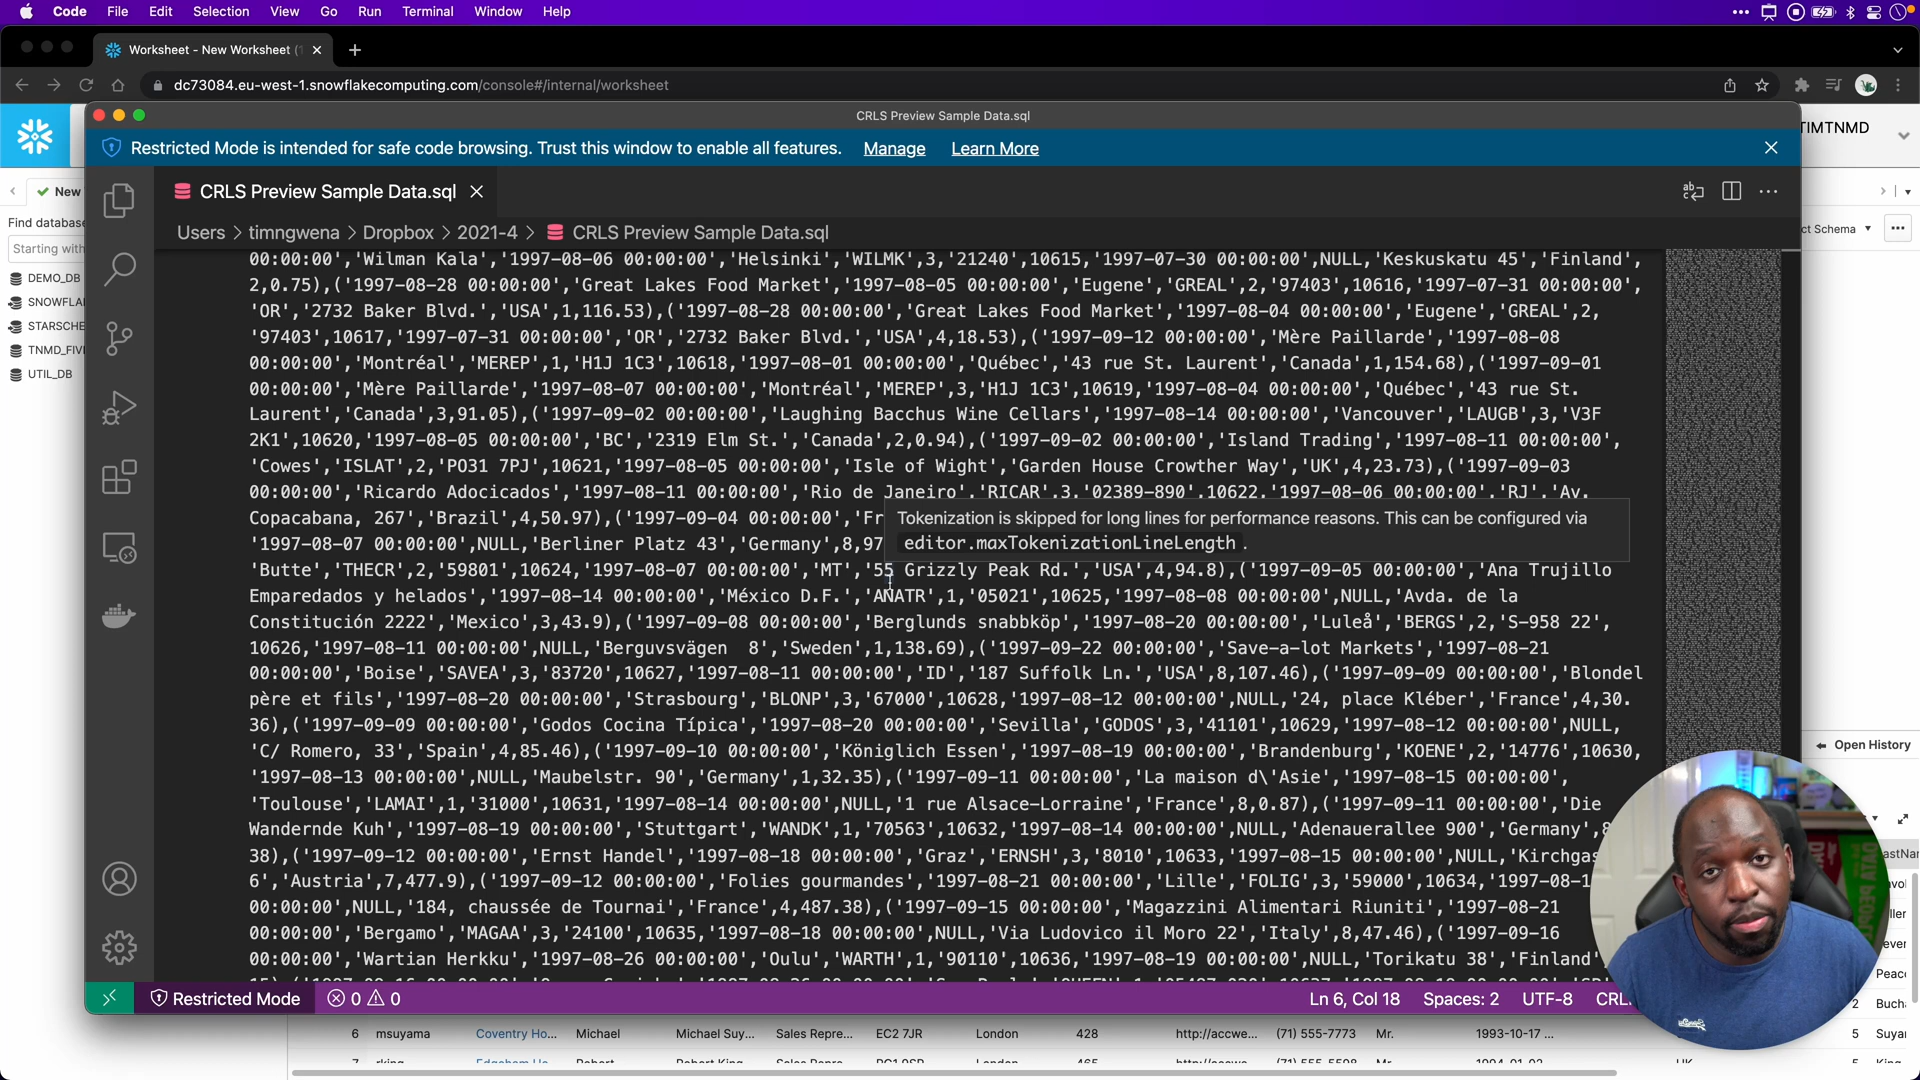 Code File Edit Selection View Go Run Terminal Window Help
Worksheet - New Worksheet (
dc73084.eu-west-1.snowflakecomputing.com/console#/internal/worksheet
CRLS Preview Sample Data.sql
TIMTNMD
Restricted Mode is intended for safe code browsing. Trust this window to enable all features. Manage Learn More
New
CRLS Preview Sample Data.sql
Find database
ct Schema
Users > timngwena > Dropbox > 2021-4 > CRLS Preview Sample Data.sql
Starting with
DEMO_DB
SNOWFLA
STARSCHE
TNMD_FIV
UTIL_DB
00:00:00','Wilman Kala','1997-08-06 00:00:00','Helsinki','WILMK',3,'21240',10615,'1997-07-30 00:00:00',NULL,'Keskuskatu 45','Finland',
2,0.75),('1997-08-28 00:00:00','Great Lakes Food Market','1997-08-05 00:00:00','Eugene','GREAL',2,'97403',10616,'1997-07-31 00:00:00',
'OR','2732 Baker Blvd.','USA',1,116.53),('1997-08-28 00:00:00','Great Lakes Food Market','1997-08-04 00:00:00','Eugene','GREAL',2,
'97403',10617,'1997-07-31 00:00:00','OR','2732 Baker Blvd.','USA',4,18.53),('1997-09-12 00:00:00','Mère Paillarde','1997-08-08
00:00:00','Montréal','MEREP',1,'H1J 1C3',10618,'1997-08-01 00:00:00','Québec','43 rue St. Laurent','Canada',1,154.68),('1997-09-01
00:00:00','Mère Paillarde','1997-08-07 00:00:00','Montréal','MEREP',3,'H1J 1C3',10619,'1997-08-04 00:00:00','Québec','43 rue St.
Laurent','Canada',3,91.05),('1997-09-02 00:00:00','Laughing Bacchus Wine Cellars','1997-08-14 00:00:00','Vancouver','LAUGB',3,'V3F
2K1',10620,'1997-08-05 00:00:00','BC','2319 Elm St.','Canada',2,0.94),('1997-09-02 00:00:00','Island Trading','1997-08-11 00:00:00',
'Cowes','ISLAT',2,'PO31 7PJ',10621,'1997-08-05 00:00:00','Isle of Wight','Garden House Crowther Way','UK',4,23.73),('1997-09-03
00:00:00','Ricardo Adocicados','1997-08-11 00:00:00','Rio de Janeiro','RICAR',3,'02389-890',10622,'1997-08-06 00:00:00','RJ','Av.
Copacabana, 267','Brazil',4,50.97),('1997-09-04 00:00:00','Fr
Tokenization is skipped for long lines for performance reasons. This can be configured via
editor.maxTokenizationLineLength.
'1997-08-07 00:00:00',NULL,'Berliner Platz 43','Germany',8,97
'Butte','THECR',2,'59801',10624,'1997-08-07 00:00:00','MT','55 Grizzly Peak Rd.','USA',4,94.8),('1997-09-05 00:00:00','Ana Trujillo
Emparedados y helados','1997-08-14 00:00:00','México D.F.','ANATR',1,'05021',10625,'1997-08-08 00:00:00',NULL,'Avda. de la
Constitución 2222','Mexico',3,43.9),('1997-09-08 00:00:00','Berglunds snabbköp','1997-08-20 00:00:00','Luleå','BERGS',2,'S-958 22',
10626,'1997-08-11 00:00:00',NULL,'Berguvsvägen  8','Sweden',1,138.69),('1997-09-22 00:00:00','Save-a-lot Markets','1997-08-21
00:00:00','Boise','SAVEA',3,'83720',10627,'1997-08-11 00:00:00','ID','187 Suffolk Ln.','USA',8,107.46),('1997-09-09 00:00:00','Blondel
père et fils','1997-08-20 00:00:00','Strasbourg','BLONP',3,'67000',10628,'1997-08-12 00:00:00',NULL,'24, place Kléber','France',4,30.
36),('1997-09-09 00:00:00','Godos Cocina Típica','1997-08-20 00:00:00','Sevilla','GODOS',3,'41101',10629,'1997-08-12 00:00:00',NULL,
'C/ Romero, 33','Spain',4,85.46),('1997-09-10 00:00:00','Königlich Essen','1997-08-19 00:00:00','Brandenburg','KOENE',2,'14776',10630,
Open History
'1997-08-13 00:00:00',NULL,'Maubelstr. 90','Germany',1,32.35),('1997-09-11 00:00:00','La maison d\'Asie','1997-08-15 00:00:00',
'Toulouse','LAMAI',1,'31000',10631,'1997-08-14 00:00:00',NULL,'1 rue Alsace-Lorraine','France',8,0.87),('1997-09-11 00:00:00','Die
Wandernde Kuh','1997-08-19 00:00:00','Stuttgart','WANDK',1,'70563',10632,'1997-08-14 00:00:00',NULL,'Adenauerallee 900','Germany',8
38),('1997-09-12 00:00:00','Ernst Handel','1997-08-18 00:00:00','Graz','ERNSH',3,'8010',10633,'1997-08-15 00:00:00',NULL,'Kirchgas
astNar
6','Austria',7,477.9),('1997-09-12 00:00:00','Folies gourmandes','1997-08-21 00:00:00','Lille','FOLIG',3,'59000',10634,'1997-08-1
00:00:00',NULL,'184, chaussée de Tournai','France',4,487.38),('1997-09-15 00:00:00','Magazzini Alimentari Riuniti','1997-08-21
00:00:00','Bergamo','MAGAA',3,'24100',10635,'1997-08-18 00:00:00',NULL,'Via Ludovico il Moro 22','Italy',8,47.46),('1997-09-16
00:00:00','Wartian Herkku','1997-08-26 00:00:00','Oulu','WARTH',1,'90110',10636,'1997-08-19 00:00:00',NULL,'Torikatu 38','Finland'
Peac
Restricted Mode 0 0 Ln 6, Col 18 Spaces: 2 UTF-8 CRL
2 Buch
6 msuyama Coventry Ho... Michael Michael Suy... Sales Repre... EC2 7JR London 428 http://accwe... (71) 555-7773 Mr. 1993-10-17 ... 5 Suya